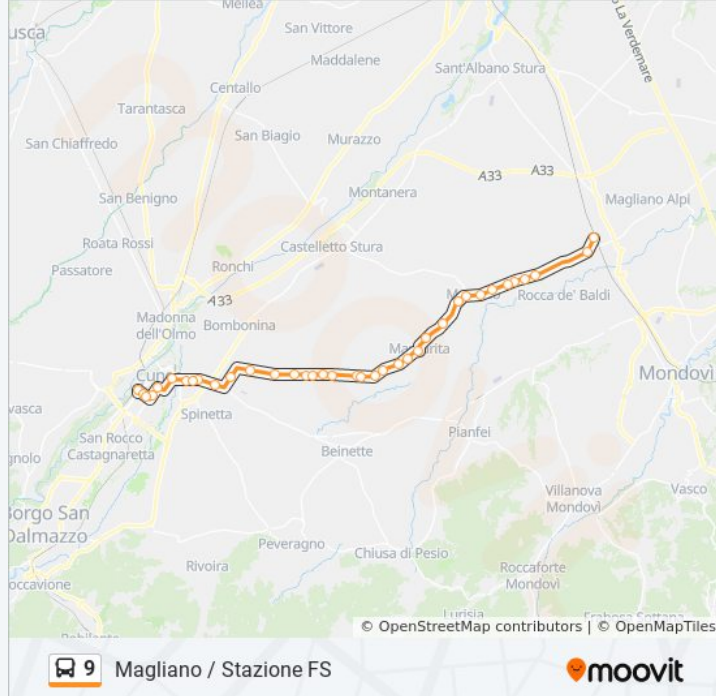 Mellea
usca
San Vittore
La Verdemare
Maddalene
Sant'Albano Stura
Centallo
Tarantasca
San Biagio
Murazzo
San Chiaffredo
A33
A33
Montanera
San Benigno
Magliano Alpi
Roata Rossi
Castelletto Stura
Passatore
Ronchi
A33
Rocca de' Baldi
Madonna
dell'Olmo
Bombonina
Mondovì
Spinetta
vasca
Pianfei
San Rocco
Castagnaretta
gnolo
Beinette
Villanova
Mondovì
Vasco
Borgo San
Dalmazzo
Peveragno
Chiusa di Pesio
Rivoira
Roccaforte
Mondovì
occavione
© OpenStreetMap contributors | © OpenMapTiles
9 Magliano / Stazione FS
moovit